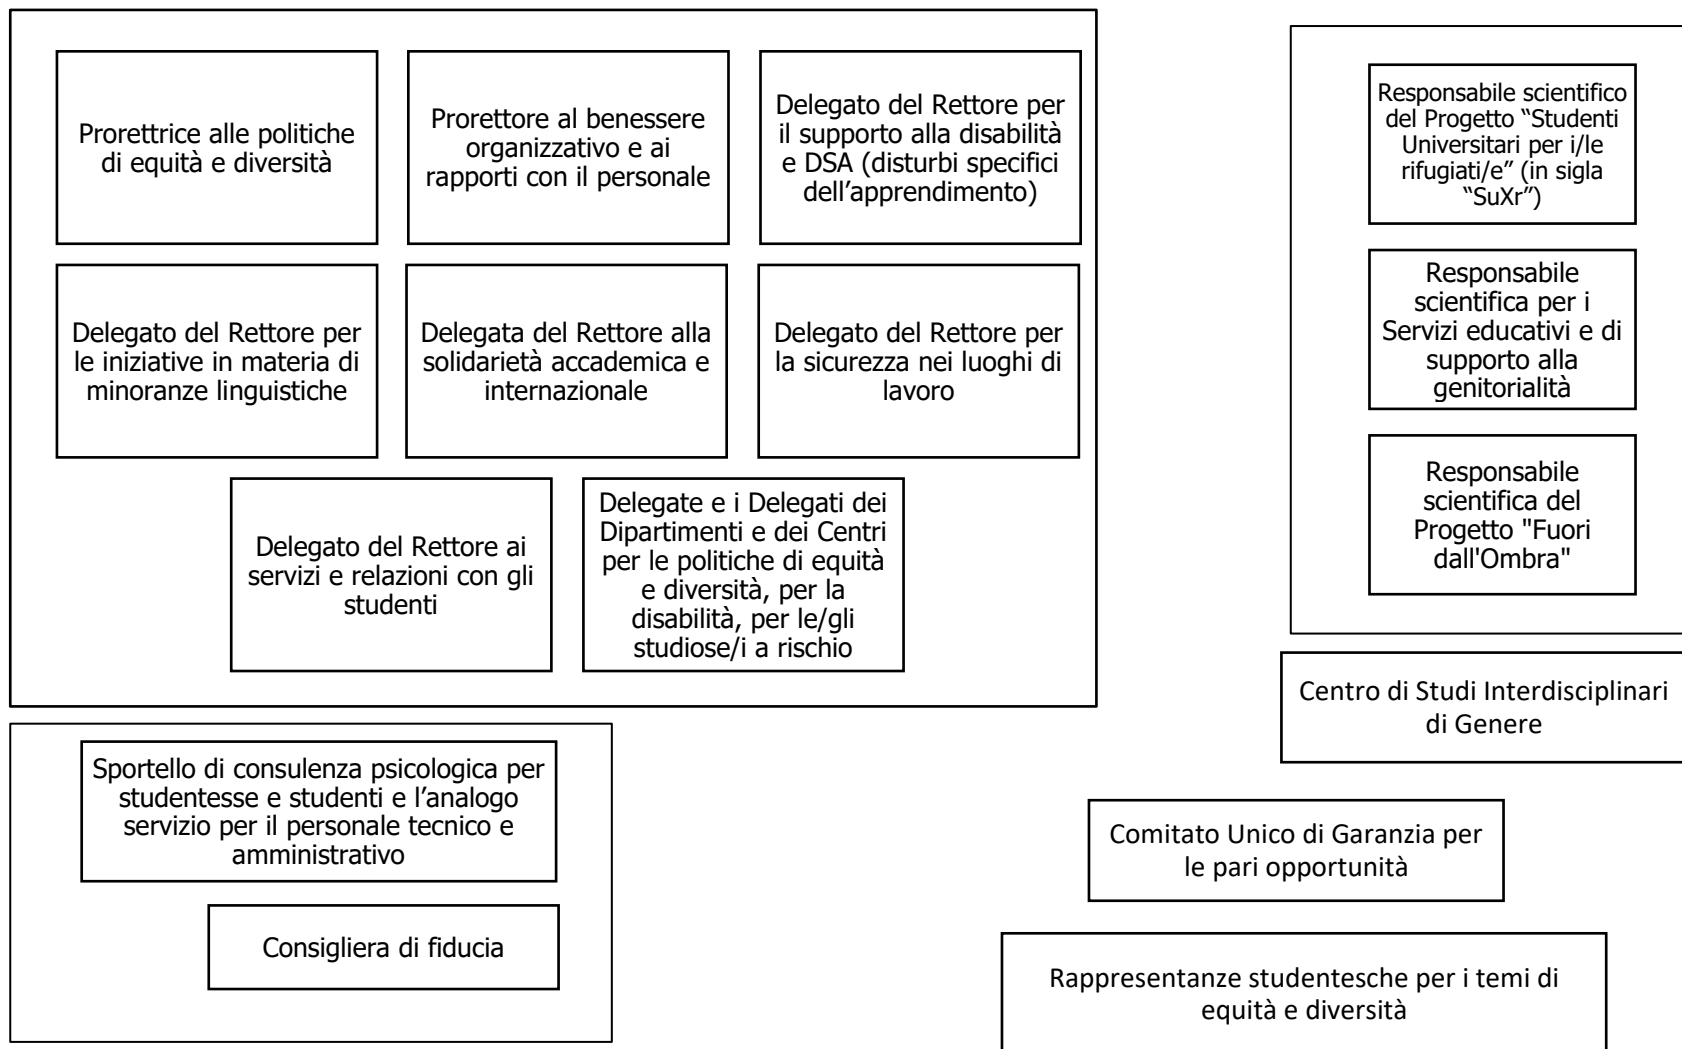 Prorettrice alle politiche
di equità e diversità
Prorettore al benessere
organizzativo e ai
rapporti con il personale
Delegato del Rettore per
il supporto alla disabilità
e DSA (disturbi specifici
dell’apprendimento)
Delegato del Rettore per
le iniziative in materia di
minoranze linguistiche
Delegata del Rettore alla
solidarietà accademica e
internazionale
Delegato del Rettore per
la sicurezza nei luoghi di
lavoro
Delegato del Rettore ai
servizi e relazioni con gli
studenti
Delegate e i Delegati dei
Dipartimenti e dei Centri
per le politiche di equità
e diversità, per la
disabilità, per le/gli
studiose/i a rischio
Responsabile scientifico
del Progetto “Studenti
Universitari per i/le
rifugiati/e” (in sigla
“SuXr”)
Responsabile
scientifica per i
Servizi educativi e di
supporto alla
genitorialità
Responsabile
scientifica del
Progetto "Fuori
dall'Ombra"
Centro di Studi Interdisciplinari
di Genere
Sportello di consulenza psicologica per
studentesse e studenti e l’analogo
servizio per il personale tecnico e
amministrativo
Consigliera di fiducia
Comitato Unico di Garanzia per
le pari opportunità
Rappresentanze studentesche per i temi di
equità e diversità